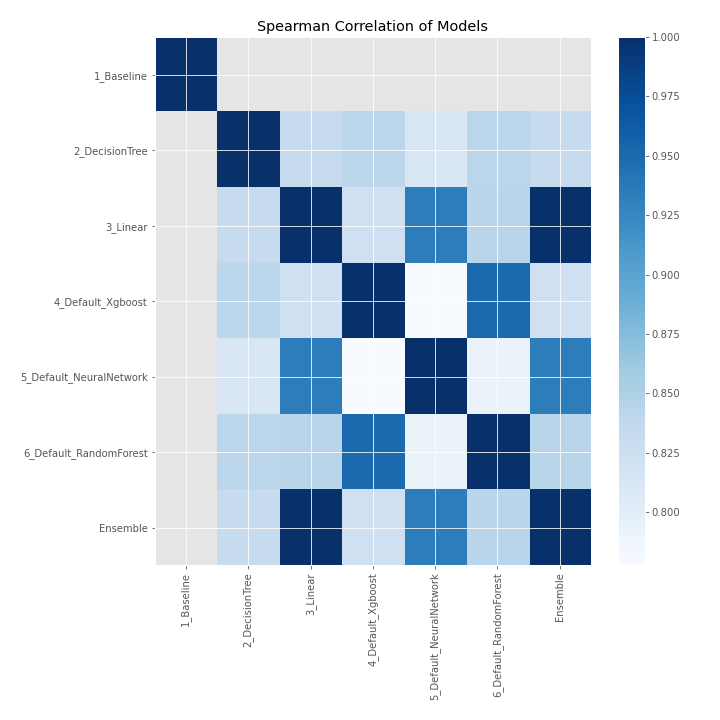 Spearman Correlation of Models
1_Baseline
2_DecisionTree
3_Linear
4_Default_Xgboost
5_Default_NeuralNetwork
6_Default_RandomForest
Ensemble
1_Baseline
2_DecisionTree
3_Linear
4_Default_Xgboost
5_Default_NeuralNetwork
6_Default_RandomForest
Ensemble
1.000
0.975
0.950
0.925
0.900
0.875
0.850
0.825
0.800